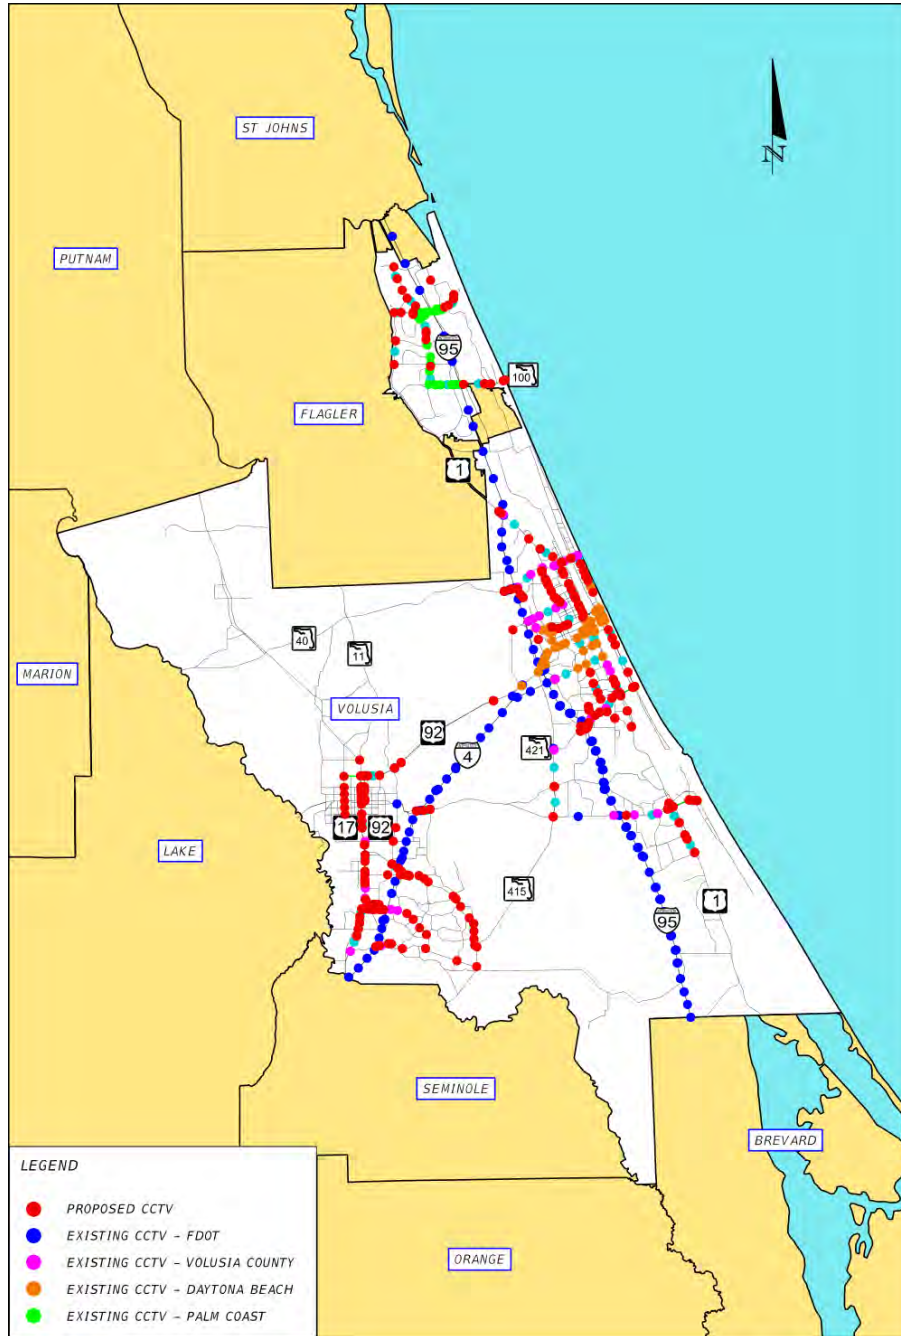 ST JOHNS
N
PUTNAM
95
100
FLAGLER
1
40
11
MARION
VOLUSIA
92
4
421
17
92
LAKE
415
1
95
SEMINOLE
BREVARD
LEGEND
PROPOSED CCTV
EXISTING CCTV – FDOT
EXISTING CCTV – VOLUSIA COUNTY
ORANGE
EXISTING CCTV – DAYTONA BEACH
EXISTING CCTV – PALM COAST